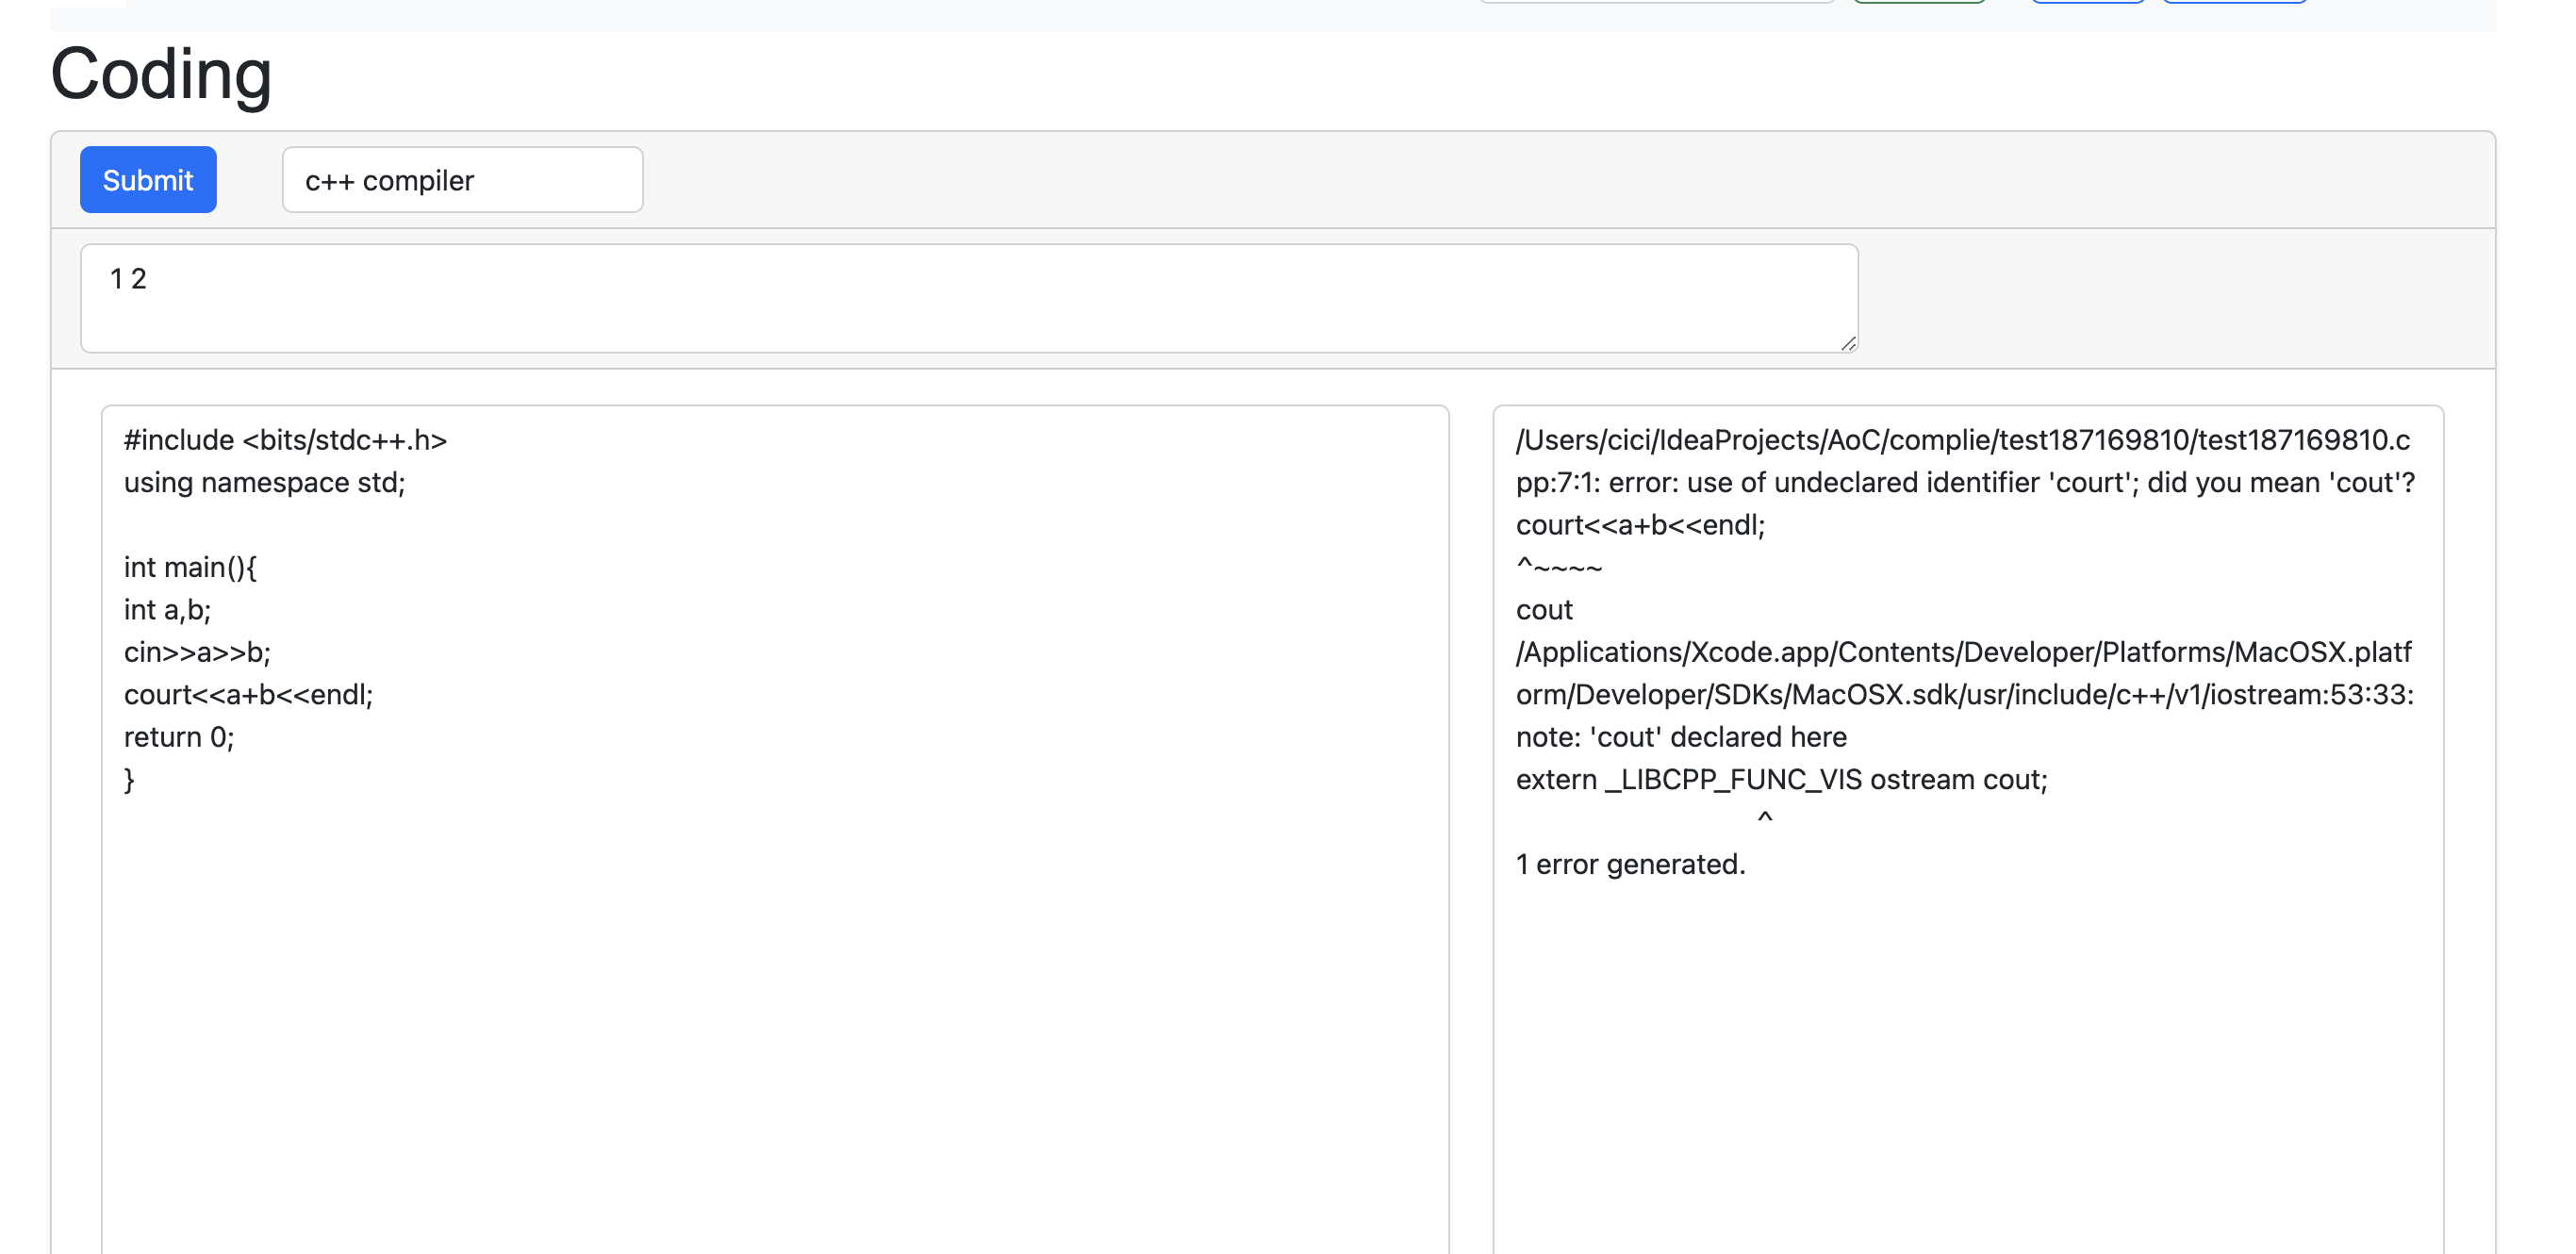 Coding
Submit
c++ compiler
1 2
#include <bits/stdc++.h>
using namespace std;
int main(){
int a,b;
cin>>a>>b;
court<<a+b<<endl;
return 0;
}
/Users/cici/IdeaProjects/AoC/complie/test187169810/test187169810.c
pp:7:1: error: use of undeclared identifier 'court'; did you mean 'cout'?
court<<a+b<<endl;
^~~~~
cout
/Applications/Xcode.app/Contents/Developer/Platforms/MacOSX.platf
orm/Developer/SDKs/MacOSX.sdk/usr/include/c++/v1/iostream:53:33:
note: 'cout' declared here
extern _LIBCPP_FUNC_VIS ostream cout;
^
1 error generated.